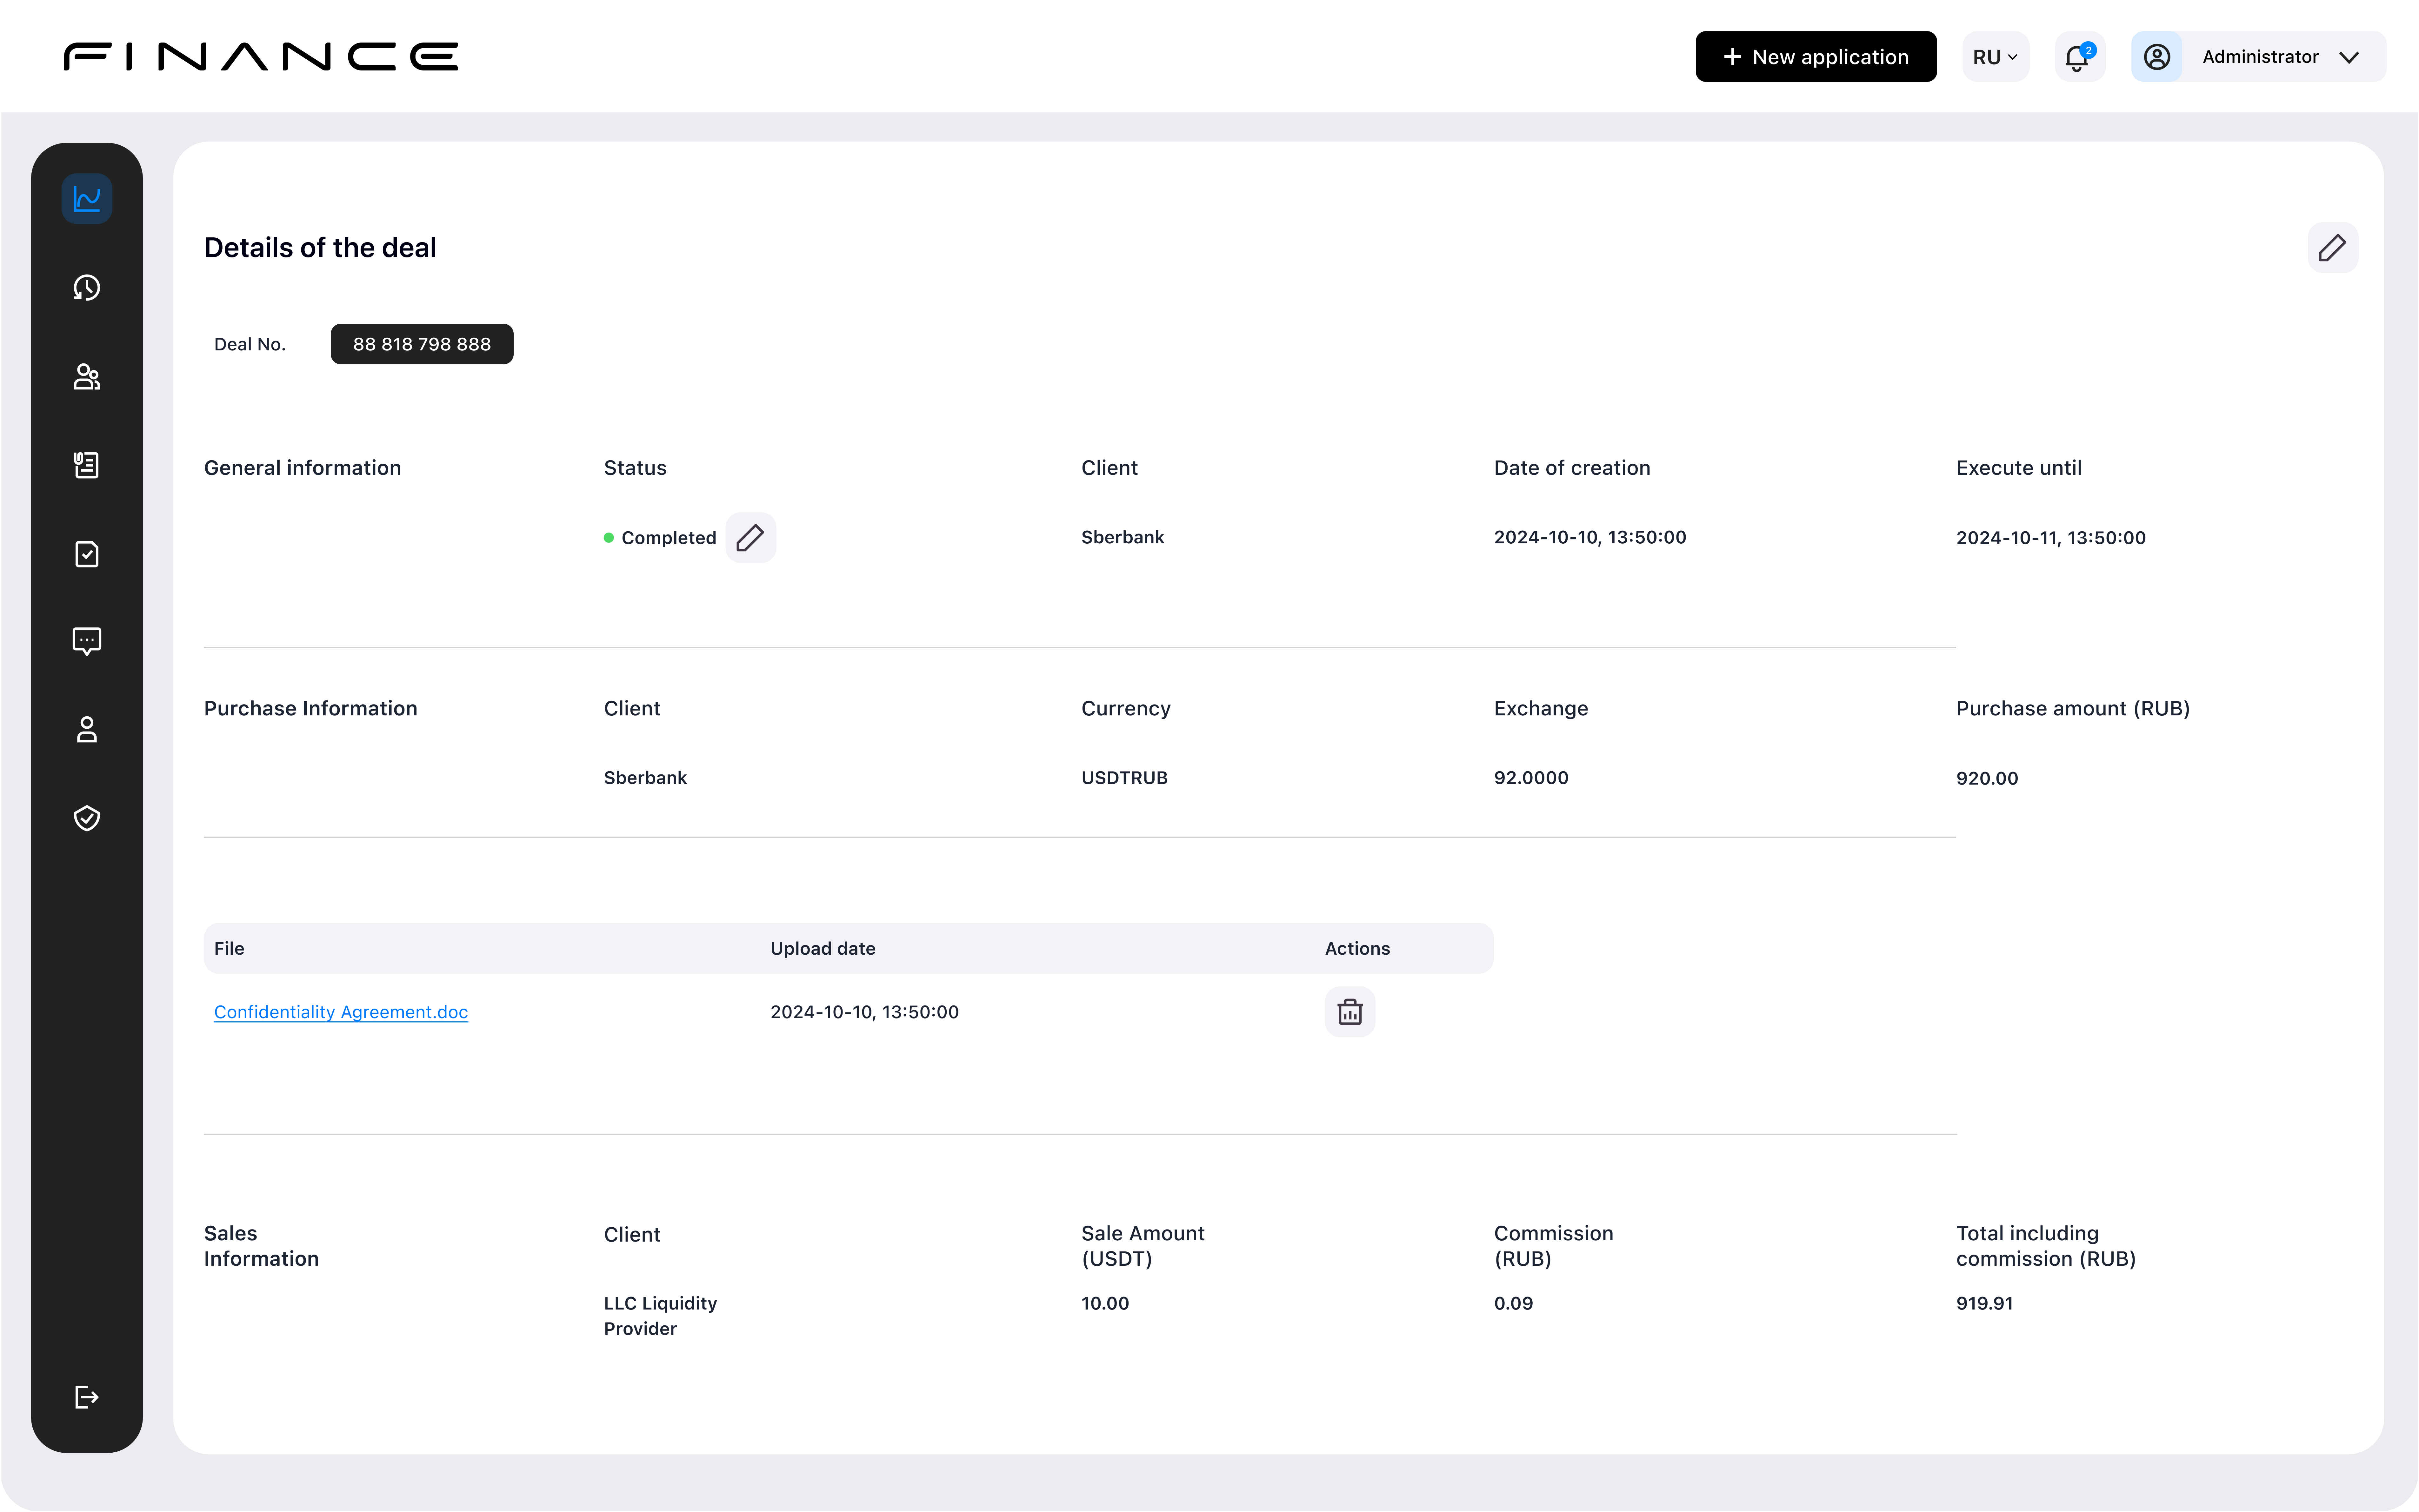 FINANCE
New application
RU
2
Administrator
Details of the deal
Deal No. 88 818 798 888
General information Status Client Date of creation Execute until
Completed Sberbank 2024-10-10, 13:50:00 2024-10-11, 13:50:00
Purchase Information Client Currency Exchange Purchase amount (RUB)
Sberbank USDTRUB 92.0000 920.00
File Upload date Actions
Confidentiality Agreement.doc 2024-10-10, 13:50:00
Sales
Information
Client
Sale Amount
(USDT)
Commission
(RUB)
Total including
commission (RUB)
LLC Liquidity
Provider
10.00
0.09
919.91